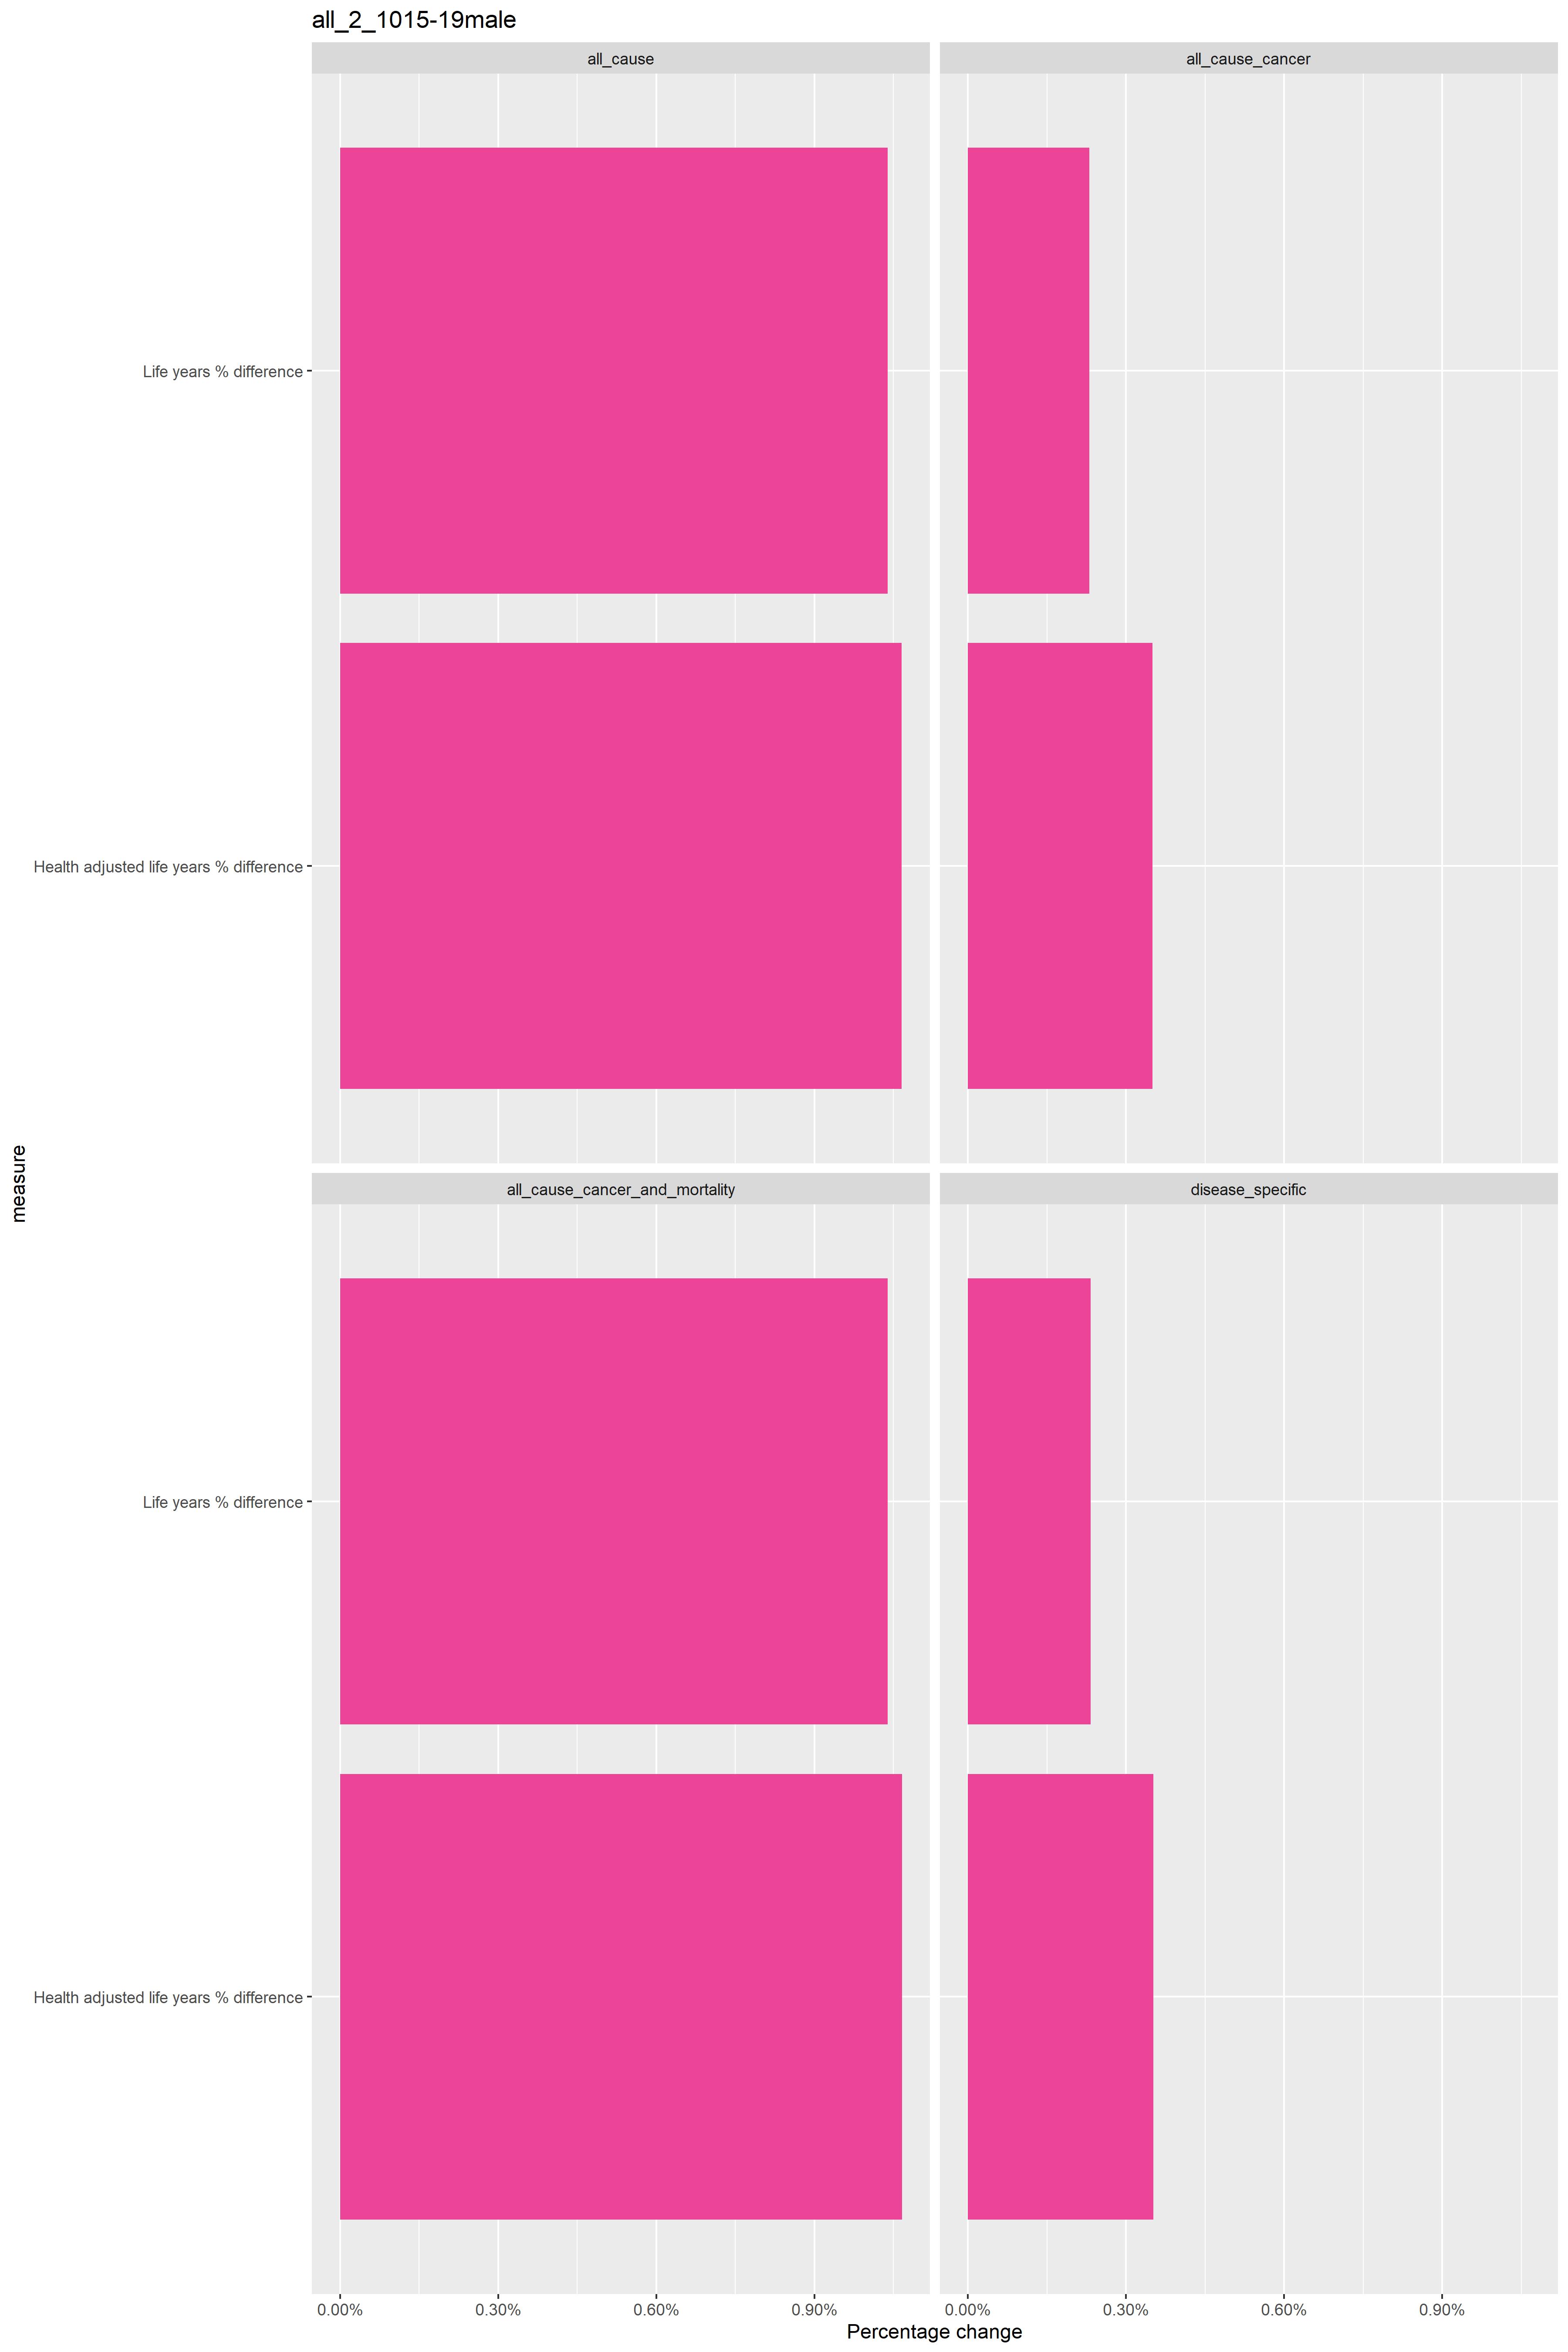 all_2_1015-19male
all_cause
all_cause_cancer
Life years % difference
Health adjusted life years % difference
measure
all_cause_cancer_and_mortality
disease_specific
Life years % difference
Health adjusted life years % difference
0.00%
0.30%
0.60%
0.90%
0.00%
0.30%
0.60%
0.90%
Percentage change